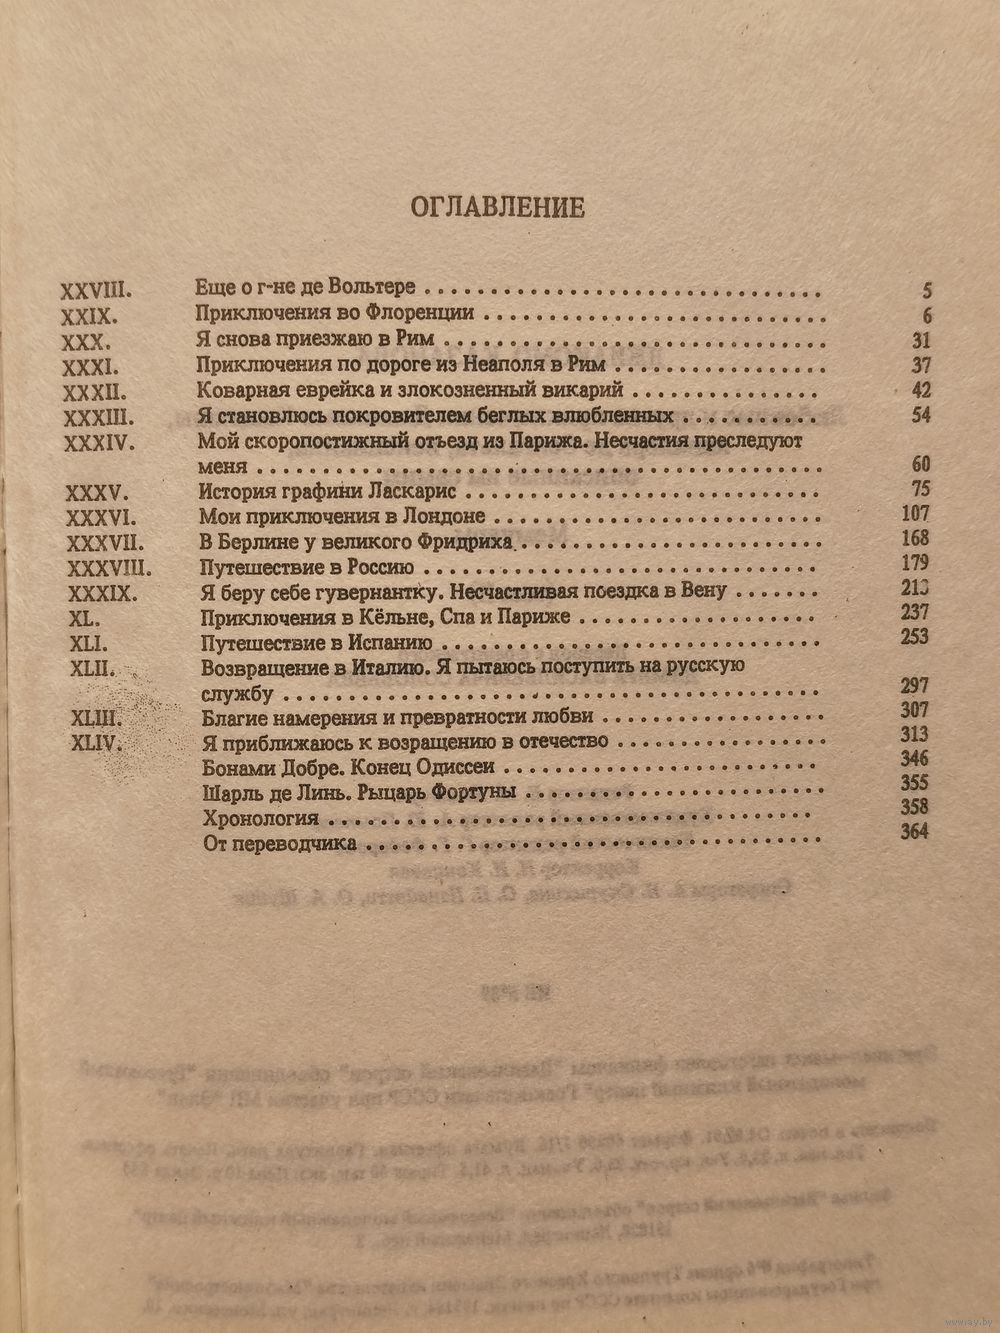 ОГЛАВЛЕНИЕ
XXVIII. Еще о г-не де Вольтере . . . . . . . . . . . . . . . . . . . . . . . . . . . . . . 5
XXIX. Приключения во Флоренции . . . . . . . . . . . . . . . . . . . . . . . . . . 6
XXX. Я снова приезжаю в Рим . . . . . . . . . . . . . . . . . . . . . . . . . . . . . 31
XXXI. Приключения по дороге из Неаполя в Рим . . . . . . . . . . . . . . . . 37
XXXII. Коварная еврейка и злокозненный викарий . . . . . . . . . . . . . . 42
XXXIII. Я становлюсь покровителем беглых влюбленных . . . . . . . . . . . 54
XXXIV. Мой скоропостижный отъезд из Парижа. Несчастия преследуют
меня . . . . . . . . . . . . . . . . . . . . . . . . . . . . . . . . . . . . . . . . . . . 60
XXXV. История графини Ласкарис . . . . . . . . . . . . . . . . . . . . . . . . . . . 75
XXXVI. Мои приключения в Лондоне . . . . . . . . . . . . . . . . . . . . . . . . . 107
XXXVII. В Берлине у великого Фридриха . . . . . . . . . . . . . . . . . . . . . . . 168
XXXVIII. Путешествие в Россию . . . . . . . . . . . . . . . . . . . . . . . . . . . . . . 179
XXXIX. Я беру себе гувернантку. Несчастливая поездка в Вену . . . . . . . 213
XL. Приключения в Кёльне, Спа и Париже . . . . . . . . . . . . . . . . . . . 237
XLI. Путешествие в Испанию . . . . . . . . . . . . . . . . . . . . . . . . . . . . . 253
XLII. Возвращение в Италию. Я пытаюсь поступить на русскую
службу . . . . . . . . . . . . . . . . . . . . . . . . . . . . . . . . . . . . . . . . . 297
XLIII. Благие намерения и превратности любви . . . . . . . . . . . . . . . . . 307
XLIV. Я приближаюсь к возращению в отечество . . . . . . . . . . . . . . . . 313
Бонами Добре. Конец Одиссеи . . . . . . . . . . . . . . . . . . . . . . . . 346
Шарль де Линь. Рыцарь Фортуны . . . . . . . . . . . . . . . . . . . . . . . 355
Хронология . . . . . . . . . . . . . . . . . . . . . . . . . . . . . . . . . . . . . 358
От переводчика . . . . . . . . . . . . . . . . . . . . . . . . . . . . . . . . . . . 364
www.ay.by